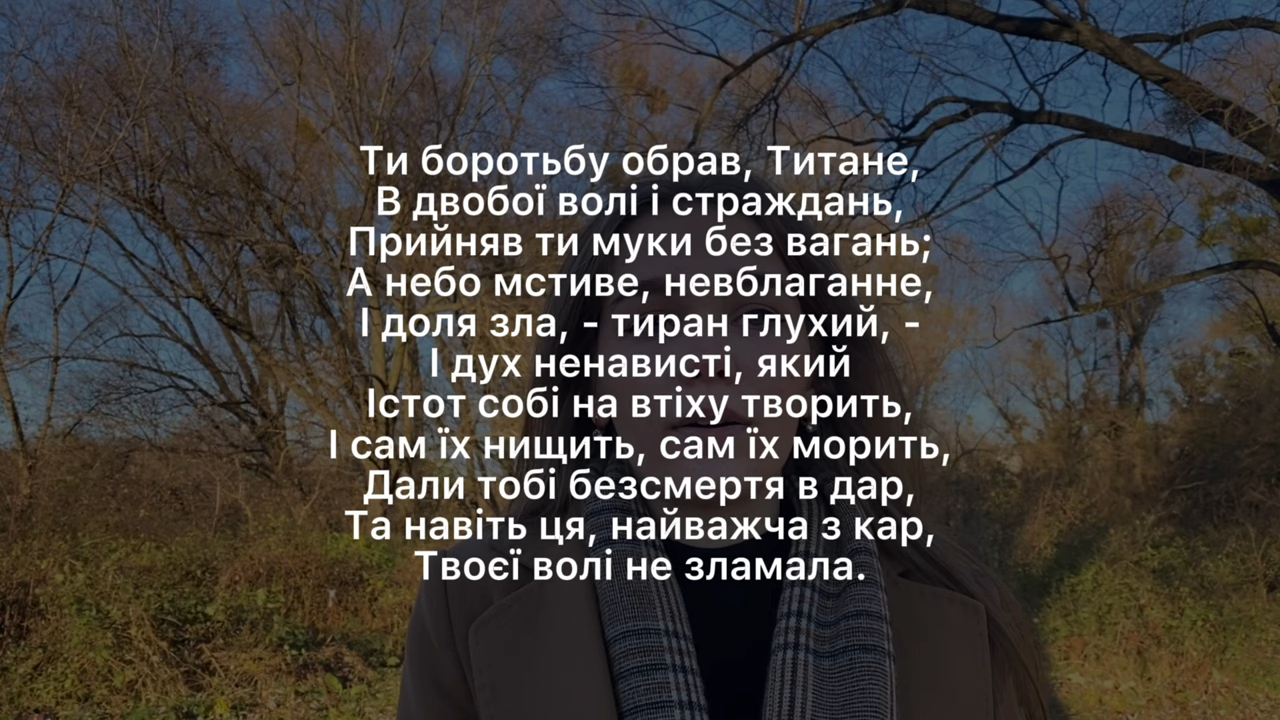 Ти боротьбу обрав, Титане,
В двобої волі і страждань,
Прийняв ти муки без вагань;
А небо мстиве, невблаганне,
І доля зла, - тиран глухий, -
І дух ненависті, який
Істот собі на втіху творить,
І сам їх нищить, сам їх морить,
Дали тобі безсмертя в дар,
Та навіть ця, найважча з кар,
Твоєї волі не зламала.